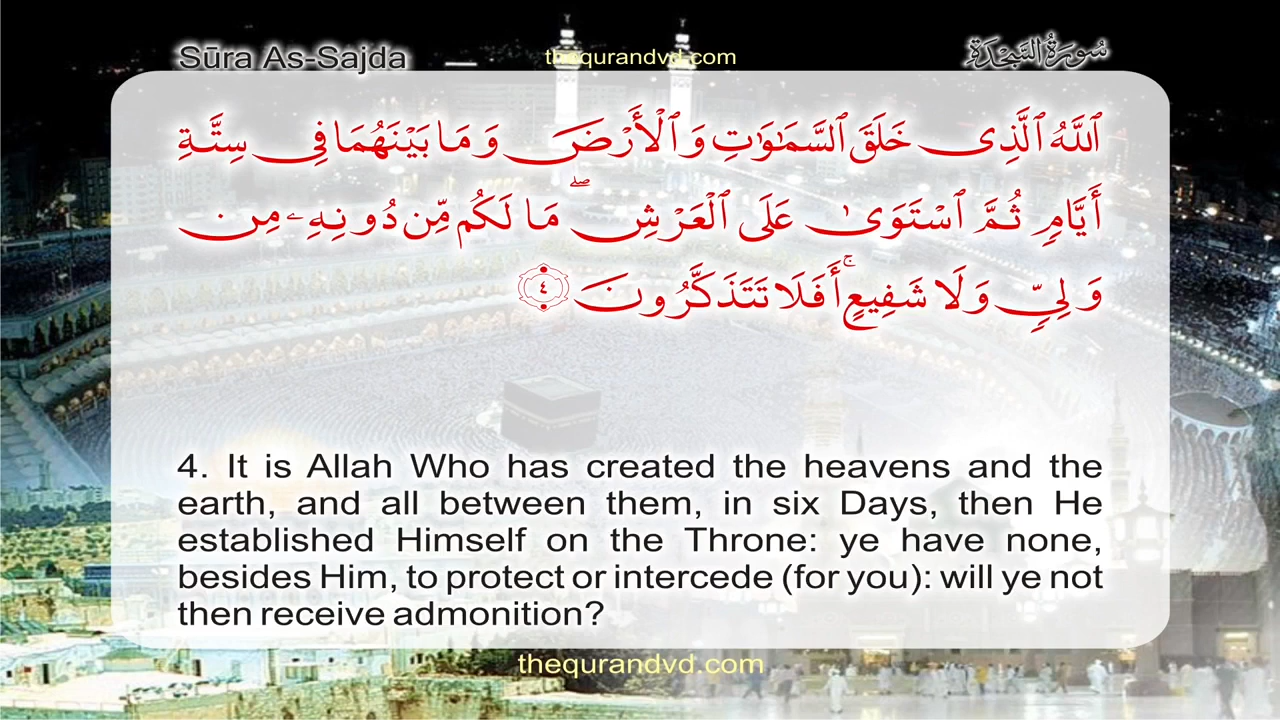 Sūra As-Sajda
thequrandvd.com
سُورَةُ السَّجْدَةِ
ٱللَّهُ ٱلَّذِى خَلَقَ ٱلسَّمَـٰوَٰتِ وَٱلْأَرْضَ وَمَا بَيْنَهُمَا فِى سِتَّةِ
أَيَّامٍ ثُمَّ ٱسْتَوَىٰ عَلَى ٱلْعَرْشِ ۖ مَا لَكُم مِّن دُونِهِۦ مِن
وَلِىٍّ وَلَا شَفِيعٍ ۚ أَفَلَا تَتَذَكَّرُونَ ٤
4. It is Allah Who has created the heavens and the
earth, and all between them, in six Days, then He
established Himself on the Throne: ye have none,
besides Him, to protect or intercede (for you): will ye not
then receive admonition?
thequrandvd.com